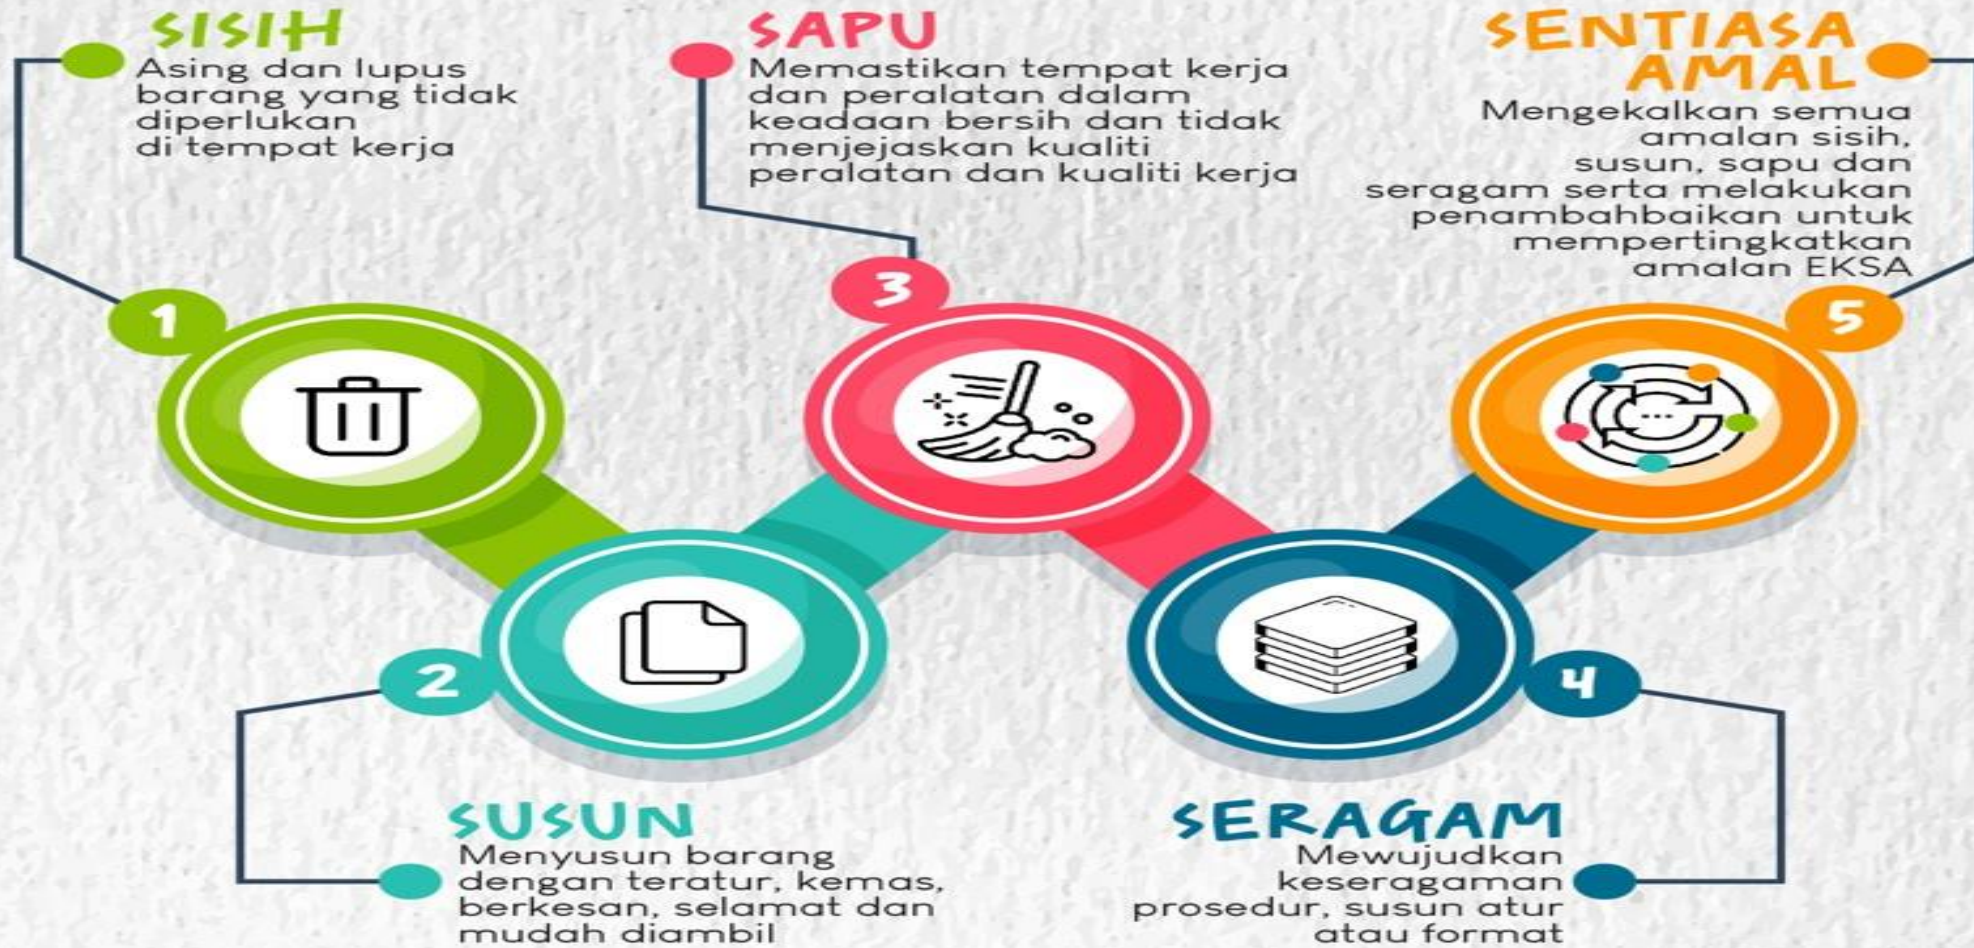 1
SISIH
Asing dan lupus
barang yang tidak
diperlukan
di tempat kerja
2
SUSUN
Menyusun barang
dengan teratur, kemas,
berkesan, selamat dan
mudah diambil
3
SAPU
Memastikan tempat kerja
dan peralatan dalam
keadaan bersih dan tidak
menjejaskan kualiti
peralatan dan kualiti kerja
4
SERAGAM
Mewujudkan
keseragaman
prosedur, susun atur
atau format
5
SENTIASA
AMAL
Mengekalkan semua
amalan sisih,
susun, sapu dan
seragam serta melakukan
penambahbaikan untuk
mempertingkatkan
amalan EKSA